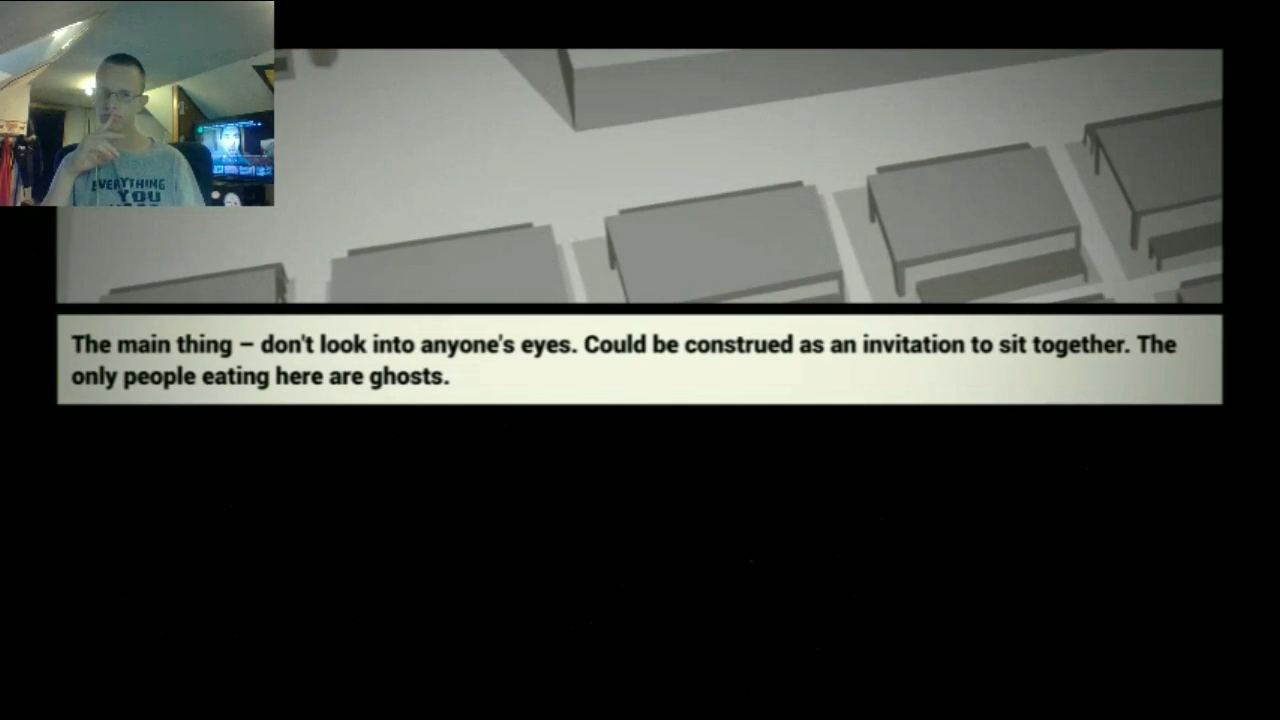 EVERYTHING
YOU
The main thing – don't look into anyone's eyes. Could be construed as an invitation to sit together. The
only people eating here are ghosts.